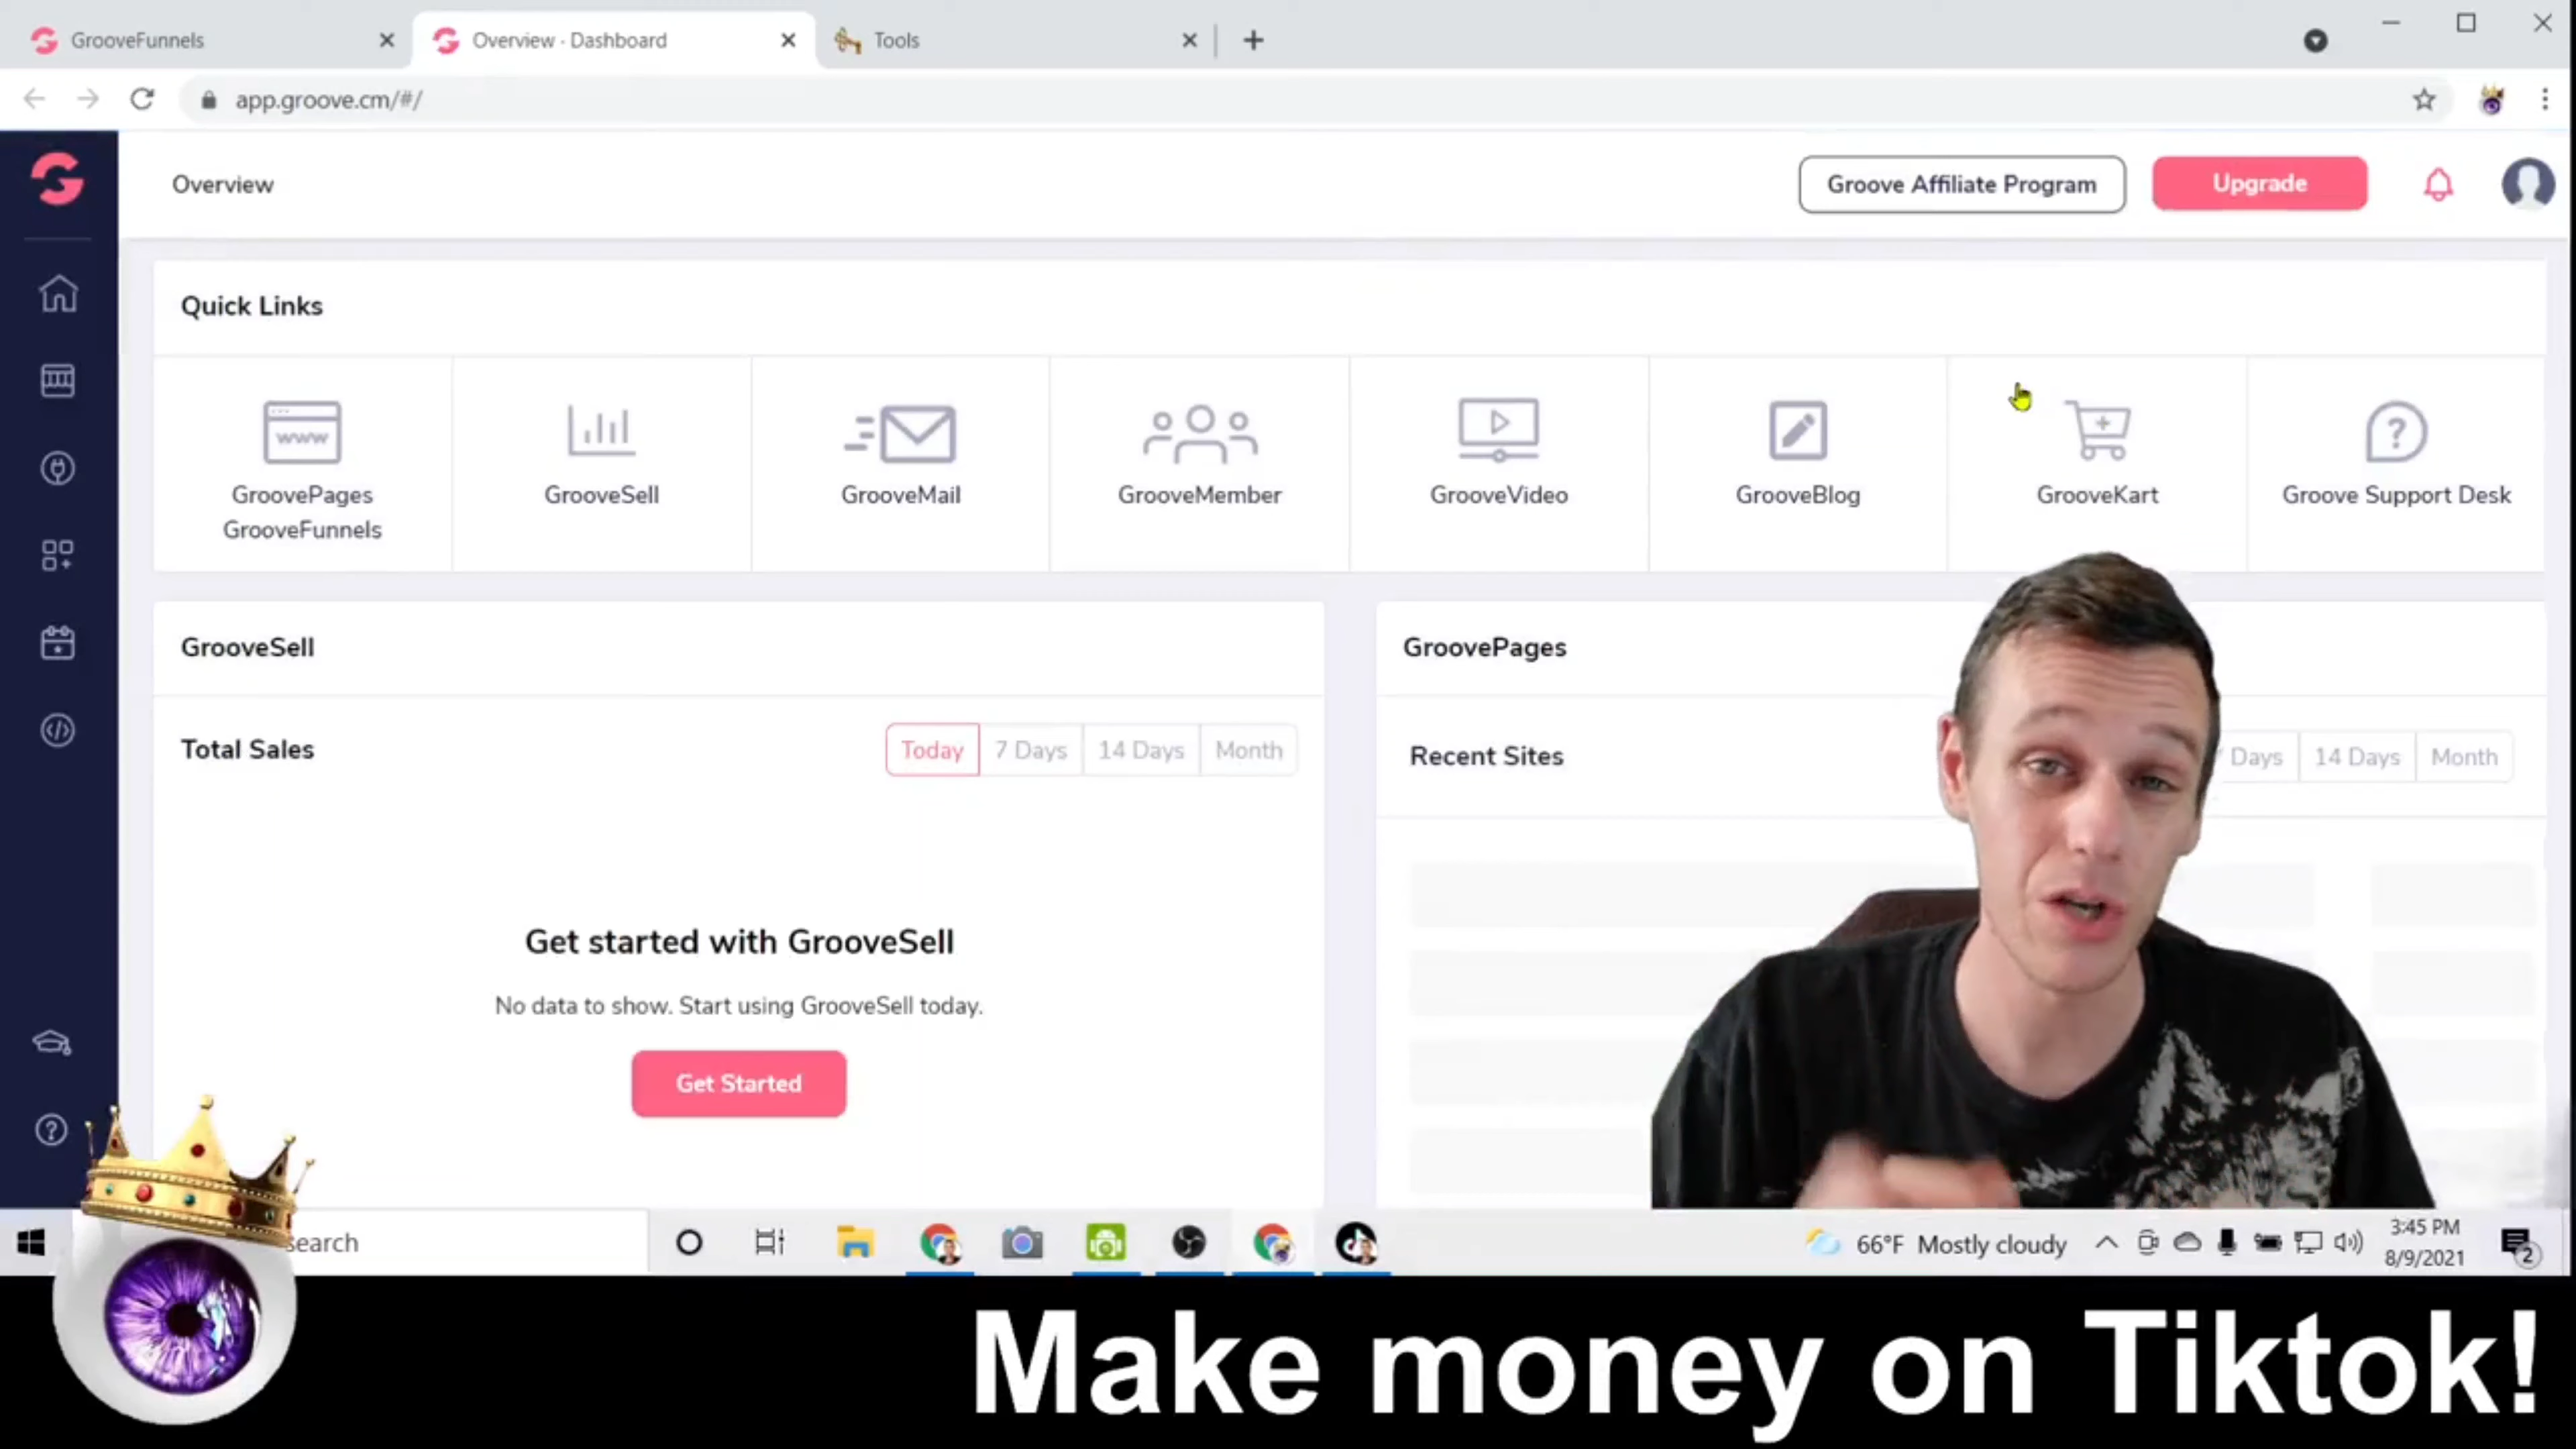 GrooveFunnels
Overview - Dashboard
Tools
app.groove.cm/#/
Overview
Groove Affiliate Program
Upgrade
Quick Links
www
GroovePages
GrooveFunnels
GrooveSell
GrooveMail
GrooveMember
GrooveVideo
GrooveBlog
GrooveKart
Groove Support Desk
GrooveSell
Total Sales
Today
7 Days
14 Days
Month
Get started with GrooveSell
No data to show. Start using GrooveSell today.
Get Started
GroovePages
Recent Sites
Days
14 Days
Month
search
66°F Mostly cloudy
3:45 PM
8/9/2021
2
Make money on Tiktok!